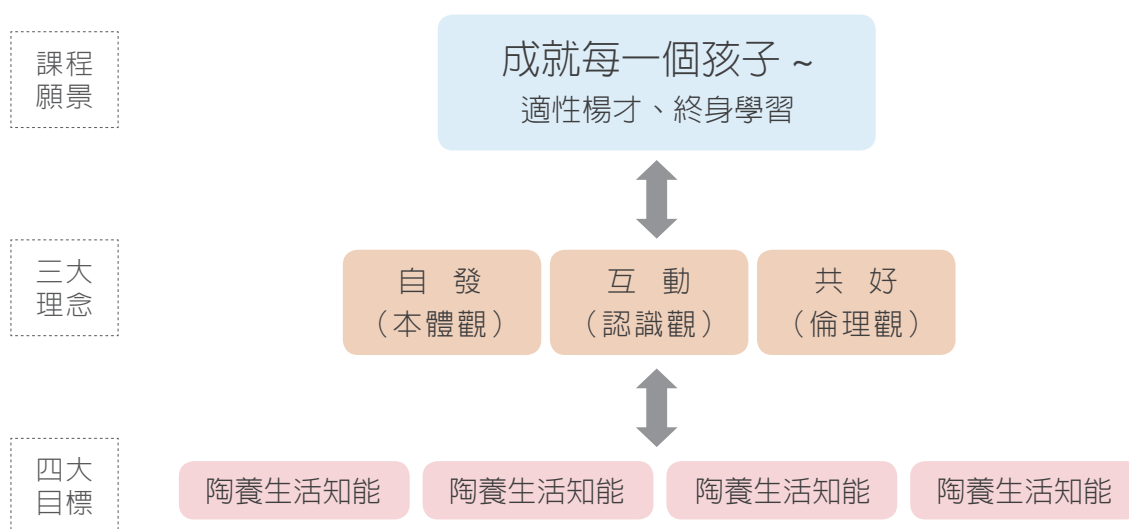 課程
願景
成就每一個孩子 ~
適性楊才、終身學習
三大
理念
自 發
（本體觀）
互 動
（認識觀）
共 好
（倫理觀）
四大
目標
陶養生活知能
陶養生活知能
陶養生活知能
陶養生活知能